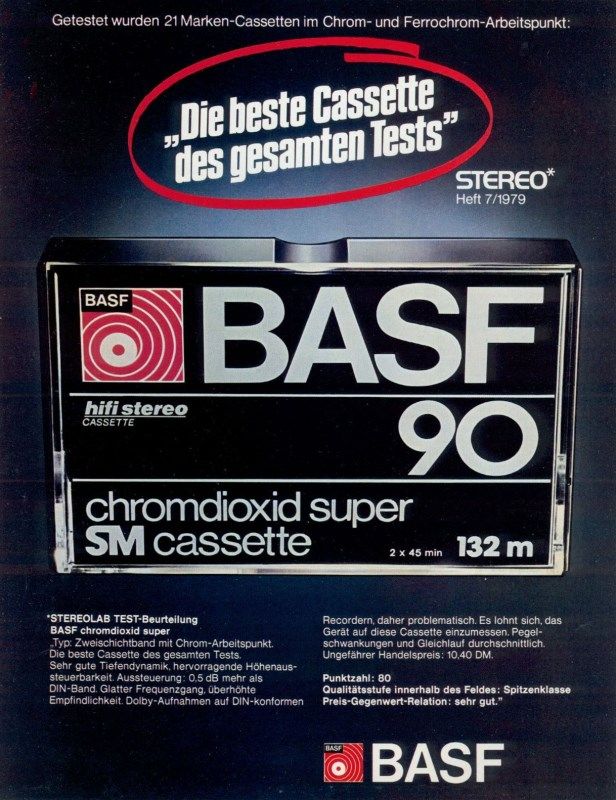 Getestet wurden 21 Marken-Cassetten im Chrom- und Ferrochrom-Arbeitspunkt:
„Die beste Cassette
des gesamten Tests”
STEREO*
Heft 7/1979
BASF
BASF
hifi stereo
CASSETTE
90
chromdioxid super
SM cassette
2 x 45 min
132 m
*STEREOLAB TEST-Beurteilung
BASF chromdioxid super
„Typ: Zweischichtband mit Chrom-Arbeitspunkt.
Die beste Cassette des gesamten Tests.
Sehr gute Tiefendynamik, hervorragende Höhenaus-
steuerbarkeit. Aussteuerung: 0,5 dB mehr als
DIN-Band. Glatter Frequenzgang, überhöhte
Empfindlichkeit. Dolby-Aufnahmen auf DIN-konformen
Recordern, daher problematisch. Es lohnt sich, das
Gerät auf diese Cassette einzumessen. Pegel-
schwankungen und Gleichlauf durchschnittlich.
Ungefährer Handelspreis: 10,40 DM.
Punktzahl: 80
Qualitätsstufe innerhalb des Feldes: Spitzenklasse
Preis-Gegenwert-Relation: sehr gut.”
BASF
BASF